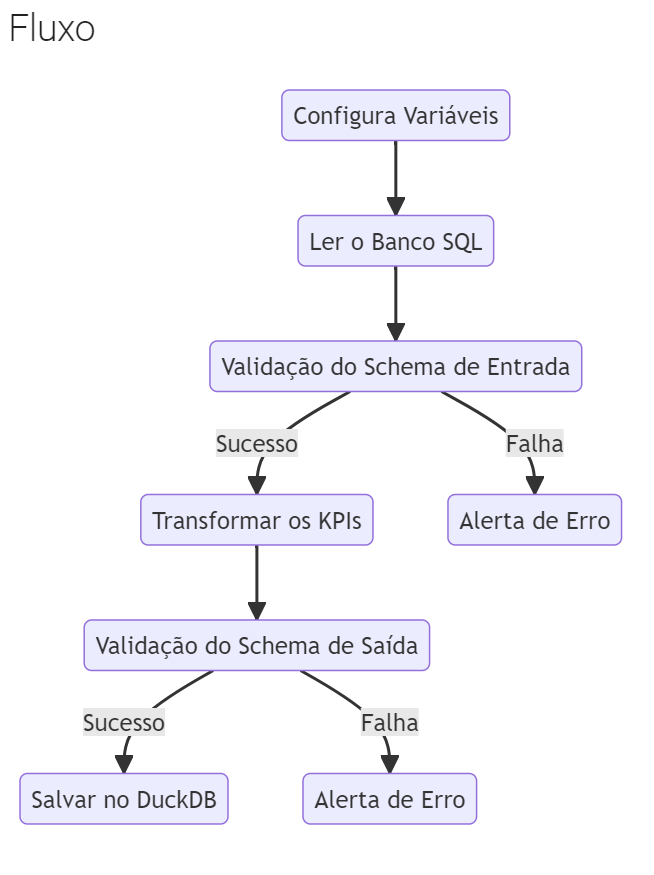 Fluxo
Configura Variáveis
Ler o Banco SQL
Validação do Schema de Entrada
Sucesso
Falha
Transformar os KPIs
Alerta de Erro
Validação do Schema de Saída
Sucesso
Falha
Salvar no DuckDB
Alerta de Erro